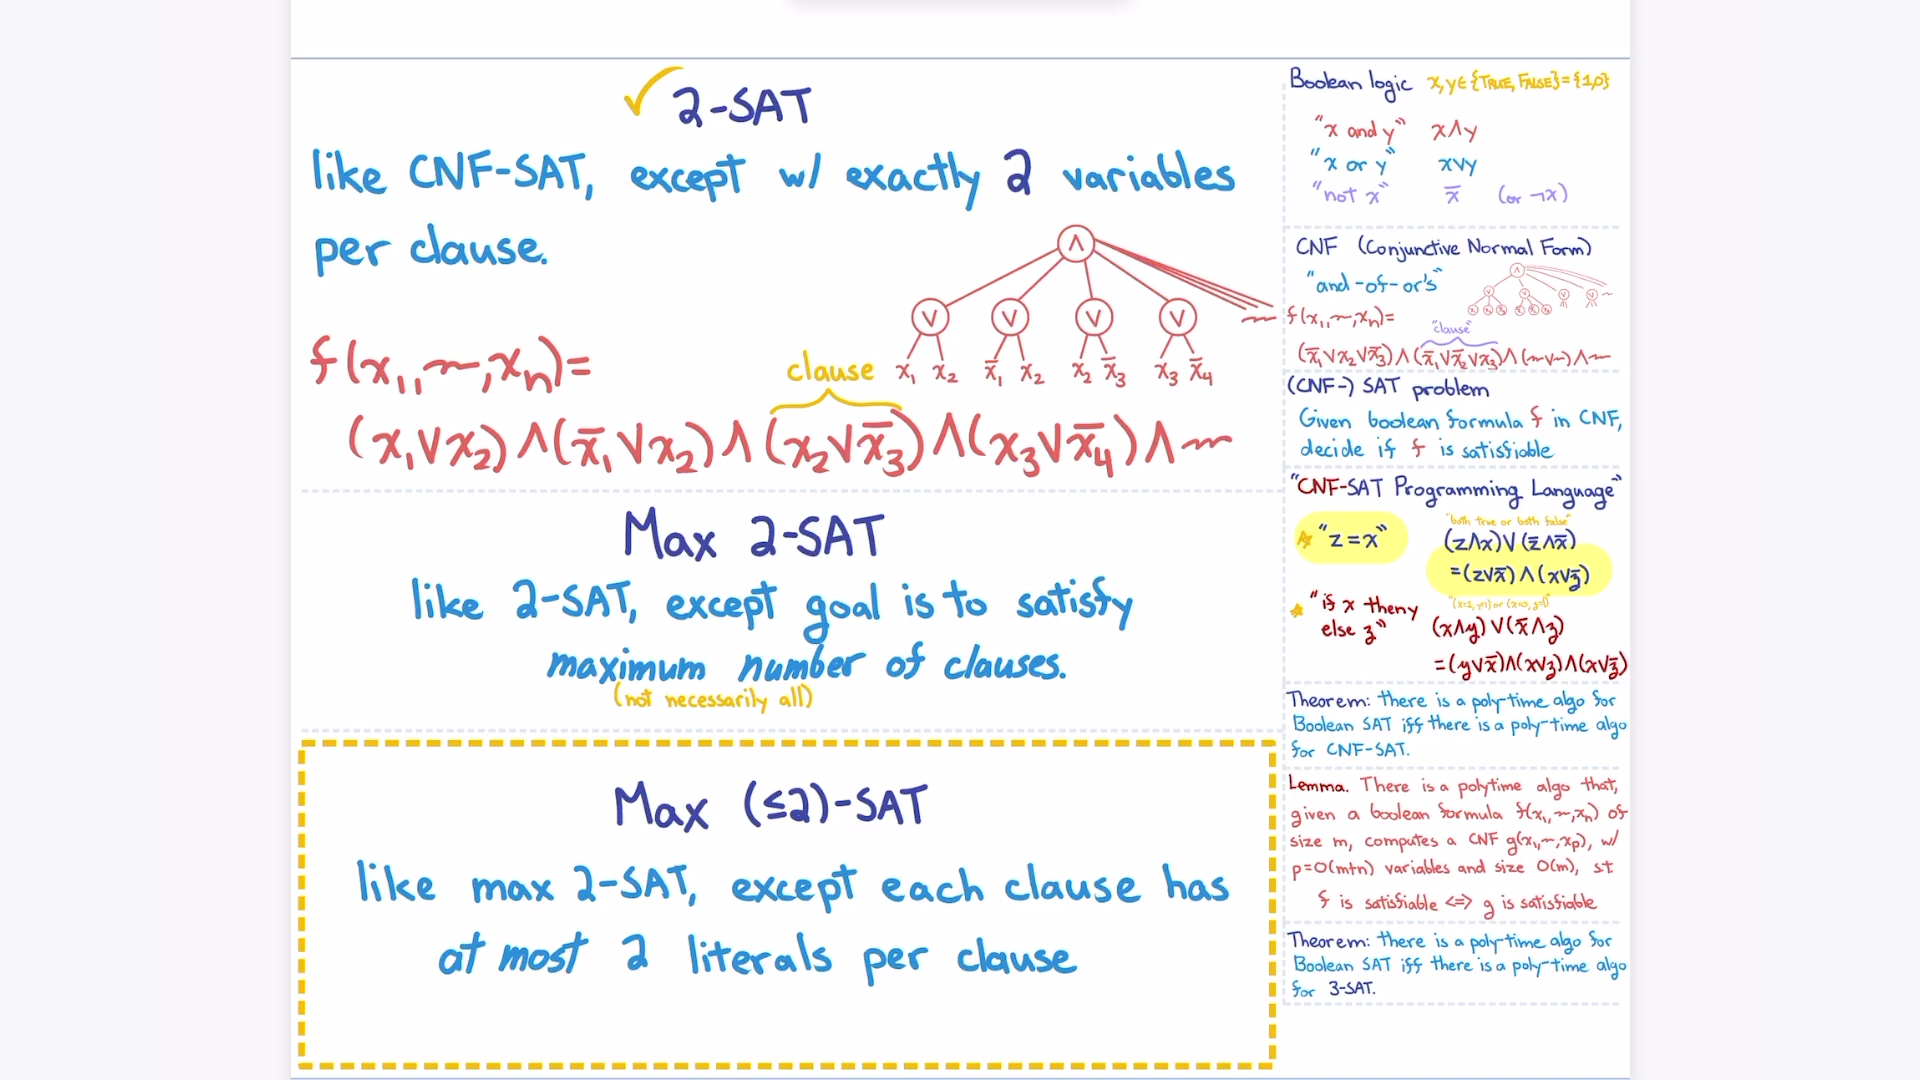 ✓ 2-SAT
like CNF-SAT, except w/ exactly 2 variables
per clause.
∧
∨ ∨ ∨ ∨
x₁ x₂ x̄₁ x₂ x₂ x̄₃ x₃ x̄₄
f(x₁,~,xₙ)=
clause
(x₁∨x₂)∧(x̄₁∨x₂)∧(x₂∨x̄₃)∧(x₃∨x̄₄)∧~
Max 2-SAT
like 2-SAT, except goal is to satisfy
maximum number of clauses.
(not necessarily all)
Max (≤2)-SAT
like max 2-SAT, except each clause has
at most 2 literals per clause
Boolean logic x,y∈{TRUE, FALSE}={1,0}
"x and y" x∧y
"x or y" x∨y
"not x" x̄ (or ¬x)
CNF (Conjunctive Normal Form)
"and-of-or's"
f(x₁,~,xₙ)=
"clause"
(x̄₁∨x₂∨x̄₃)∧(x̄₁∨x̄₂∨x̄₃)∧(~∨~)∧~
(CNF-) SAT problem
Given boolean formula f in CNF,
decide if f is satisfiable
"CNF-SAT Programming Language"
"both true or both false"
"z=x" (z∧x)∨(z̄∧x̄)
=(z∨x̄)∧(x∨z̄)
"(x=1, y=1) or (x=0, z=1)"
"if x then y
else z" (x∧y)∨(x̄∧z)
=(y∨x̄)∧(x∨z)∧(x∨z̄)
Theorem: there is a poly-time algo for
Boolean SAT iff there is a poly-time algo
for CNF-SAT.
Lemma. There is a polytime algo that,
given a boolean formula f(x₁,~,xₙ) of
size m, computes a CNF g(x₁,~,xₚ), w/
p=O(m+n) variables and size O(m), s.t.
f is satisfiable <=> g is satisfiable
Theorem: there is a poly-time algo for
Boolean SAT iff there is a poly-time algo
for 3-SAT.